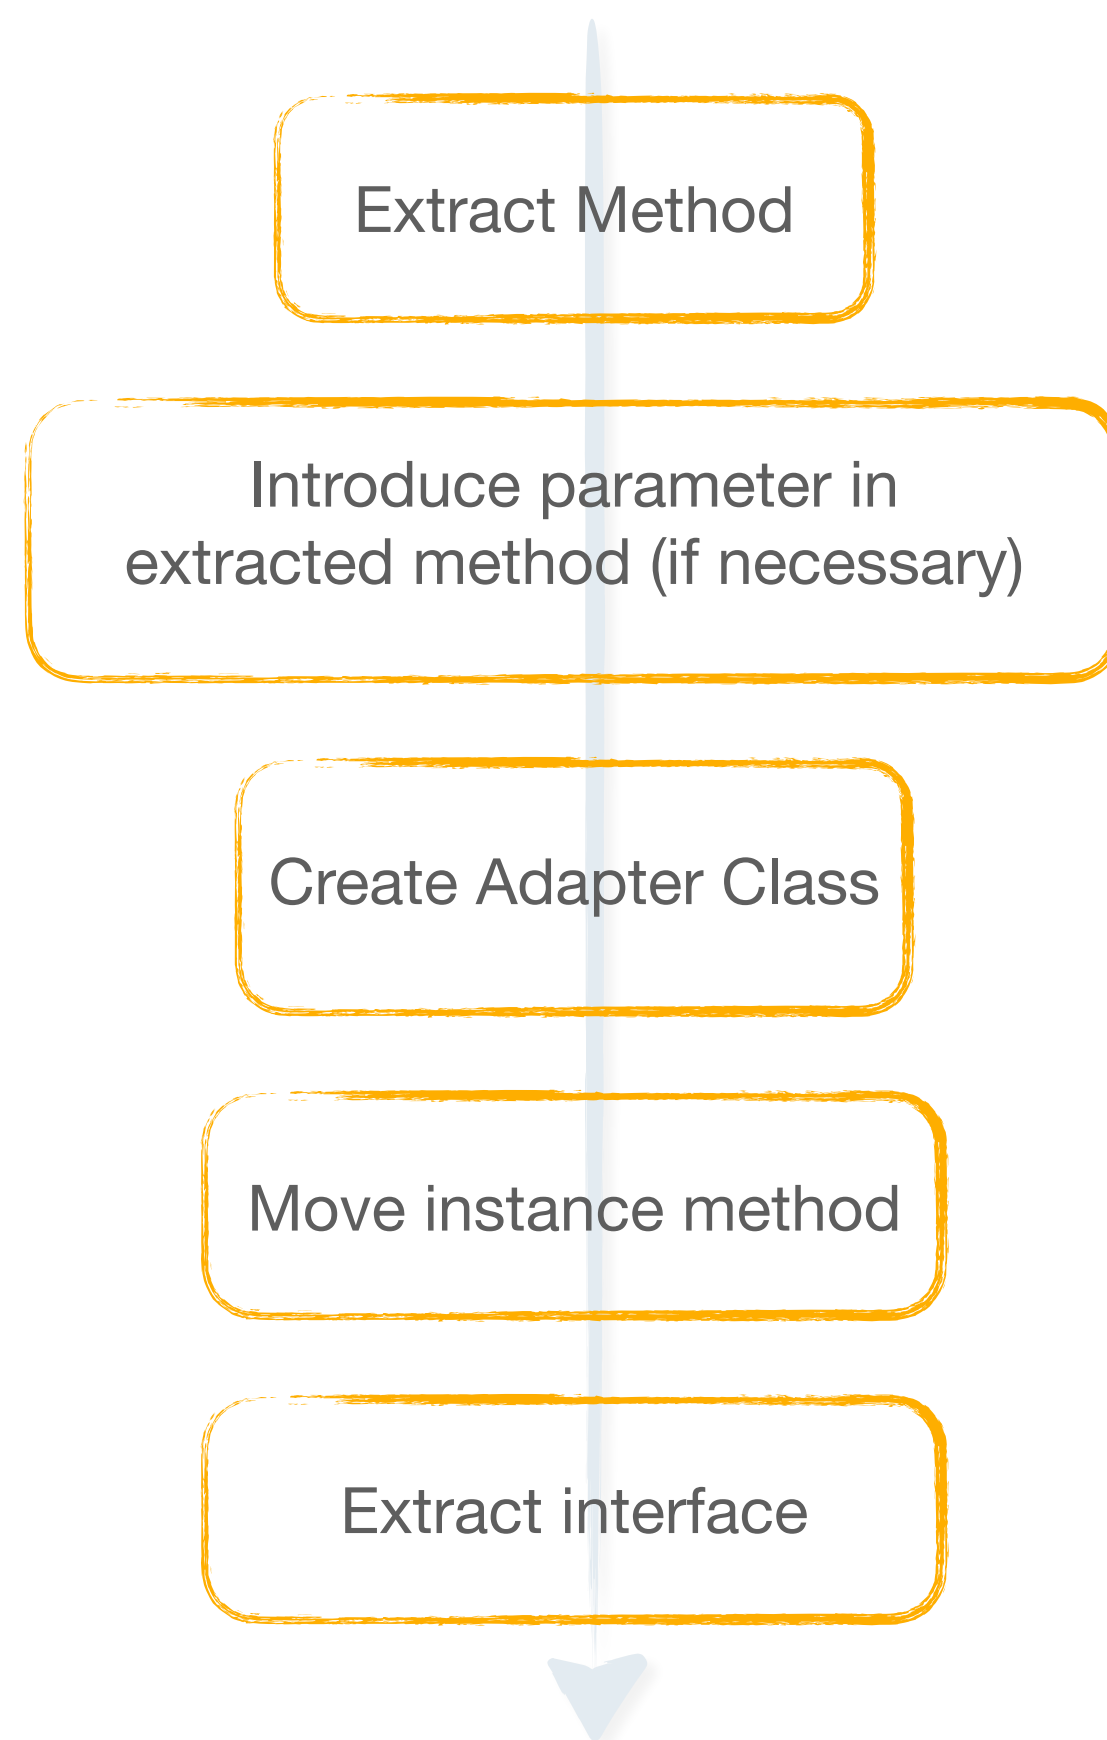 Extract Method
Introduce parameter in
extracted method (if necessary)
Create Adapter Class
Move instance method
Extract interface